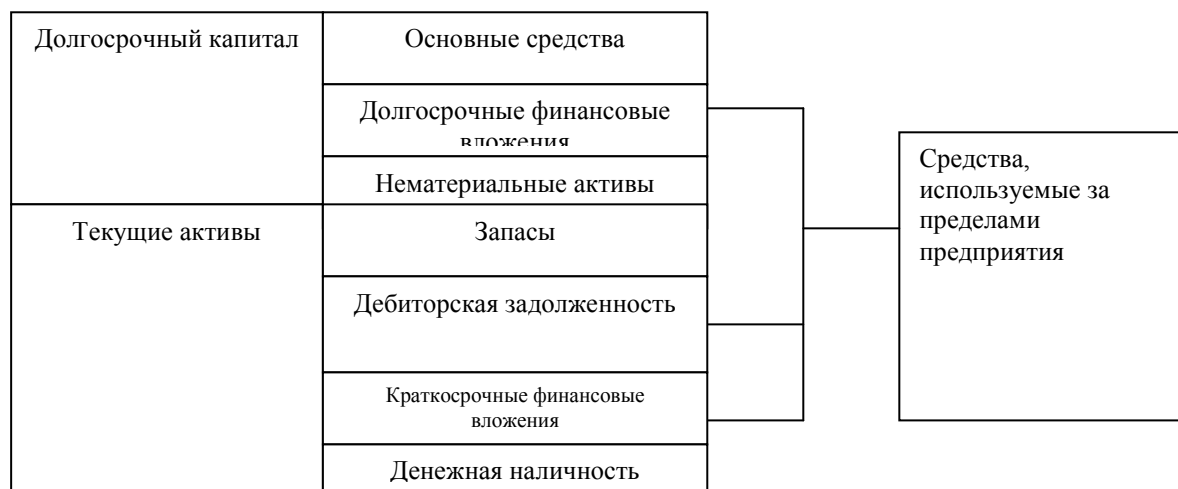 Долгосрочный капитал
Основные средства
Долгосрочные финансовые
вложения
Нематериальные активы
Текущие активы
Запасы
Дебиторская задолженность
Краткосрочные финансовые
вложения
Денежная наличность
Средства,
используемые за
пределами
предприятия